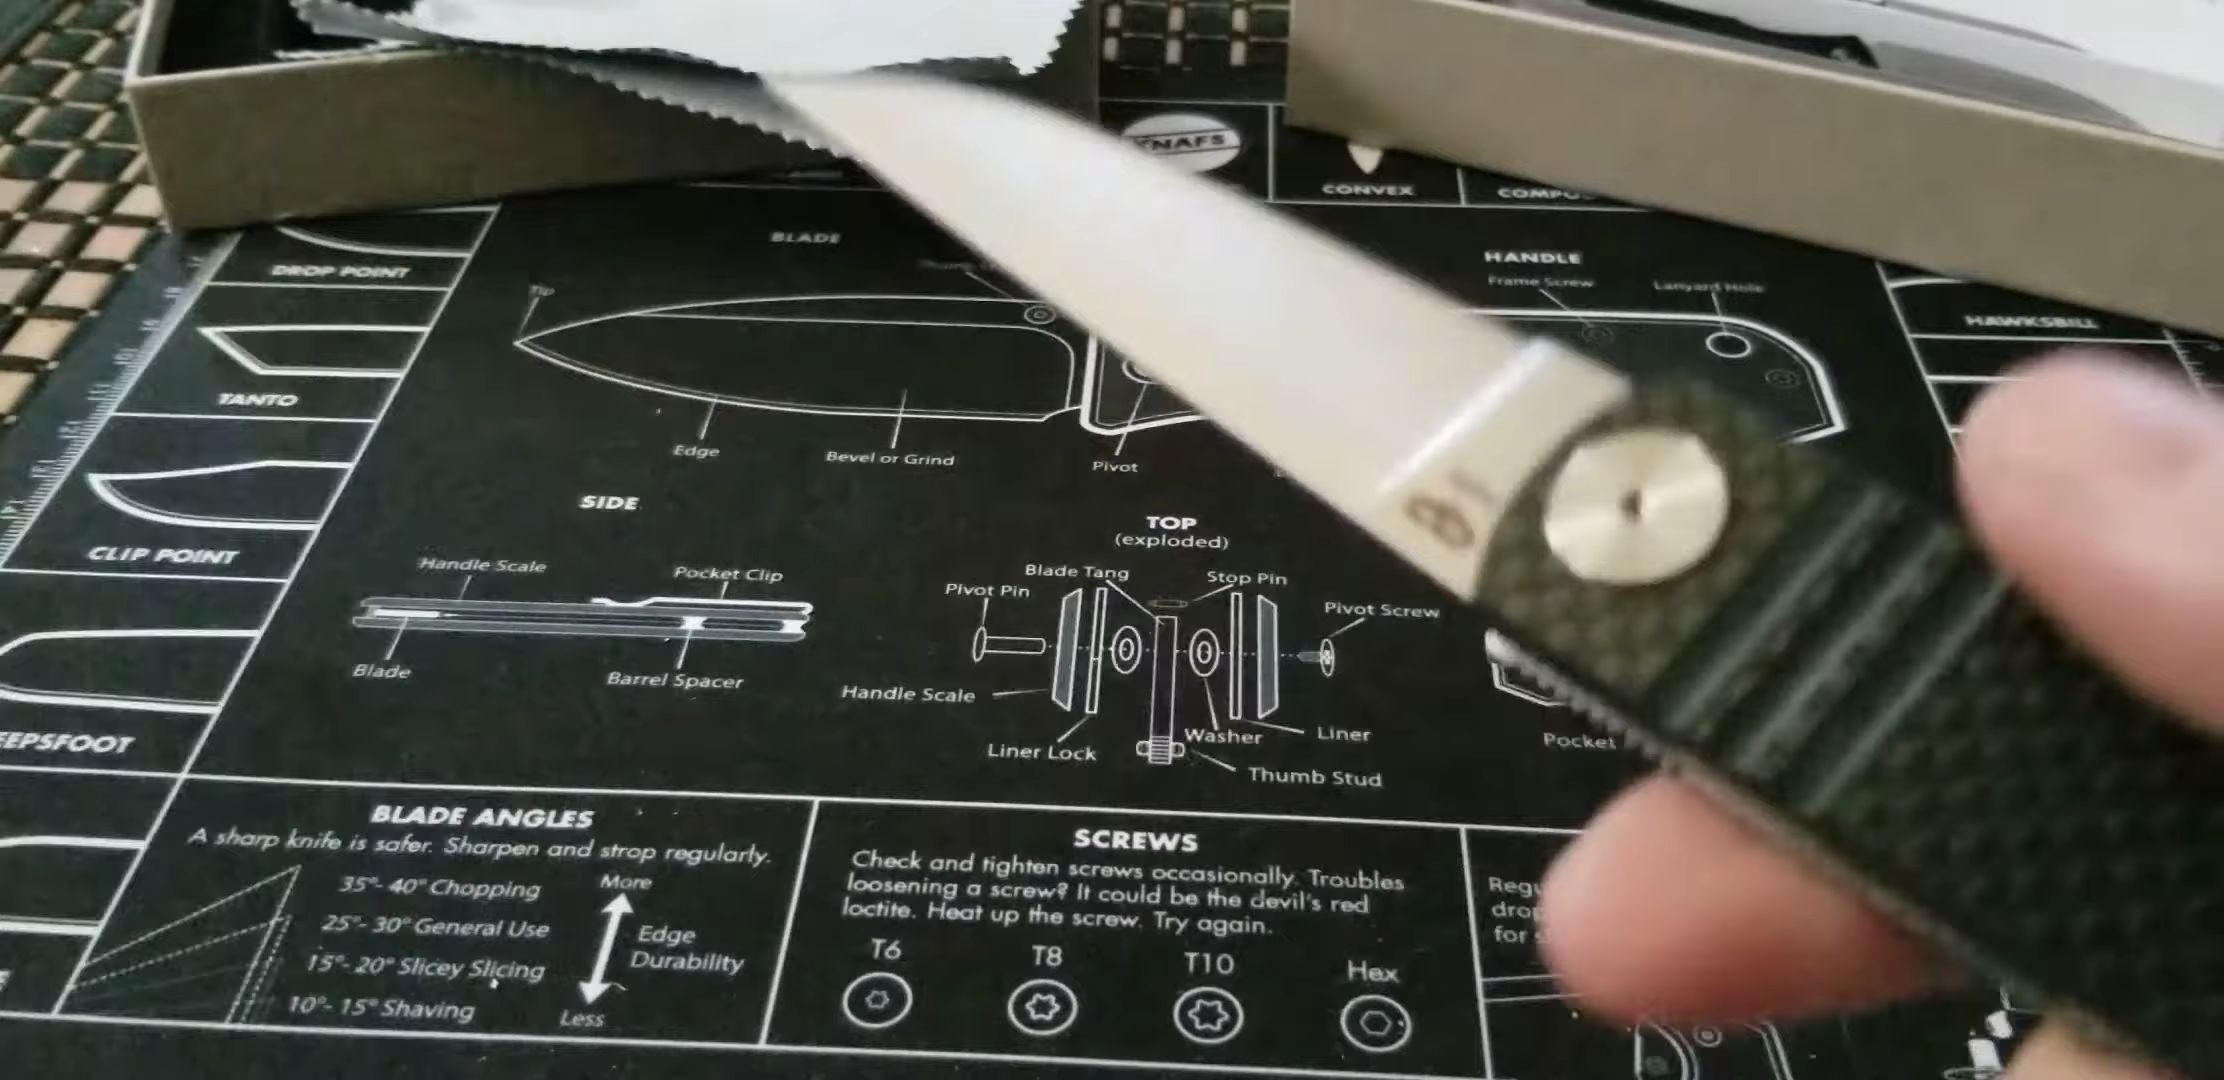 KNAFS
CONVEX
BLADE
HANDLE
Frame Screw
Lanyard Hole
DROP POINT
Tip
HAWKSBILL
TANTO
Edge
Bevel or Grind
Pivot
SIDE
TOP
(exploded)
CLIP POINT
Handle Scale
Pocket Clip
Blade Tang
Stop Pin
Pivot Pin
Pivot Screw
Blade
Barrel Spacer
Handle Scale
Washer
Liner
Liner Lock
Thumb Stud
Pocket
EEPSFOOT
BLADE ANGLES
A sharp knife is safer. Sharpen and strop regularly.
35°- 40° Chopping
25°- 30° General Use
15°- 20° Slicey Slicing
10°- 15° Shaving
More
Edge
Durability
Less
SCREWS
Check and tighten screws occasionally. Troubles
loosening a screw? It could be the devil's red
loctite. Heat up the screw. Try again.
T6
T8
T10
Hex
for